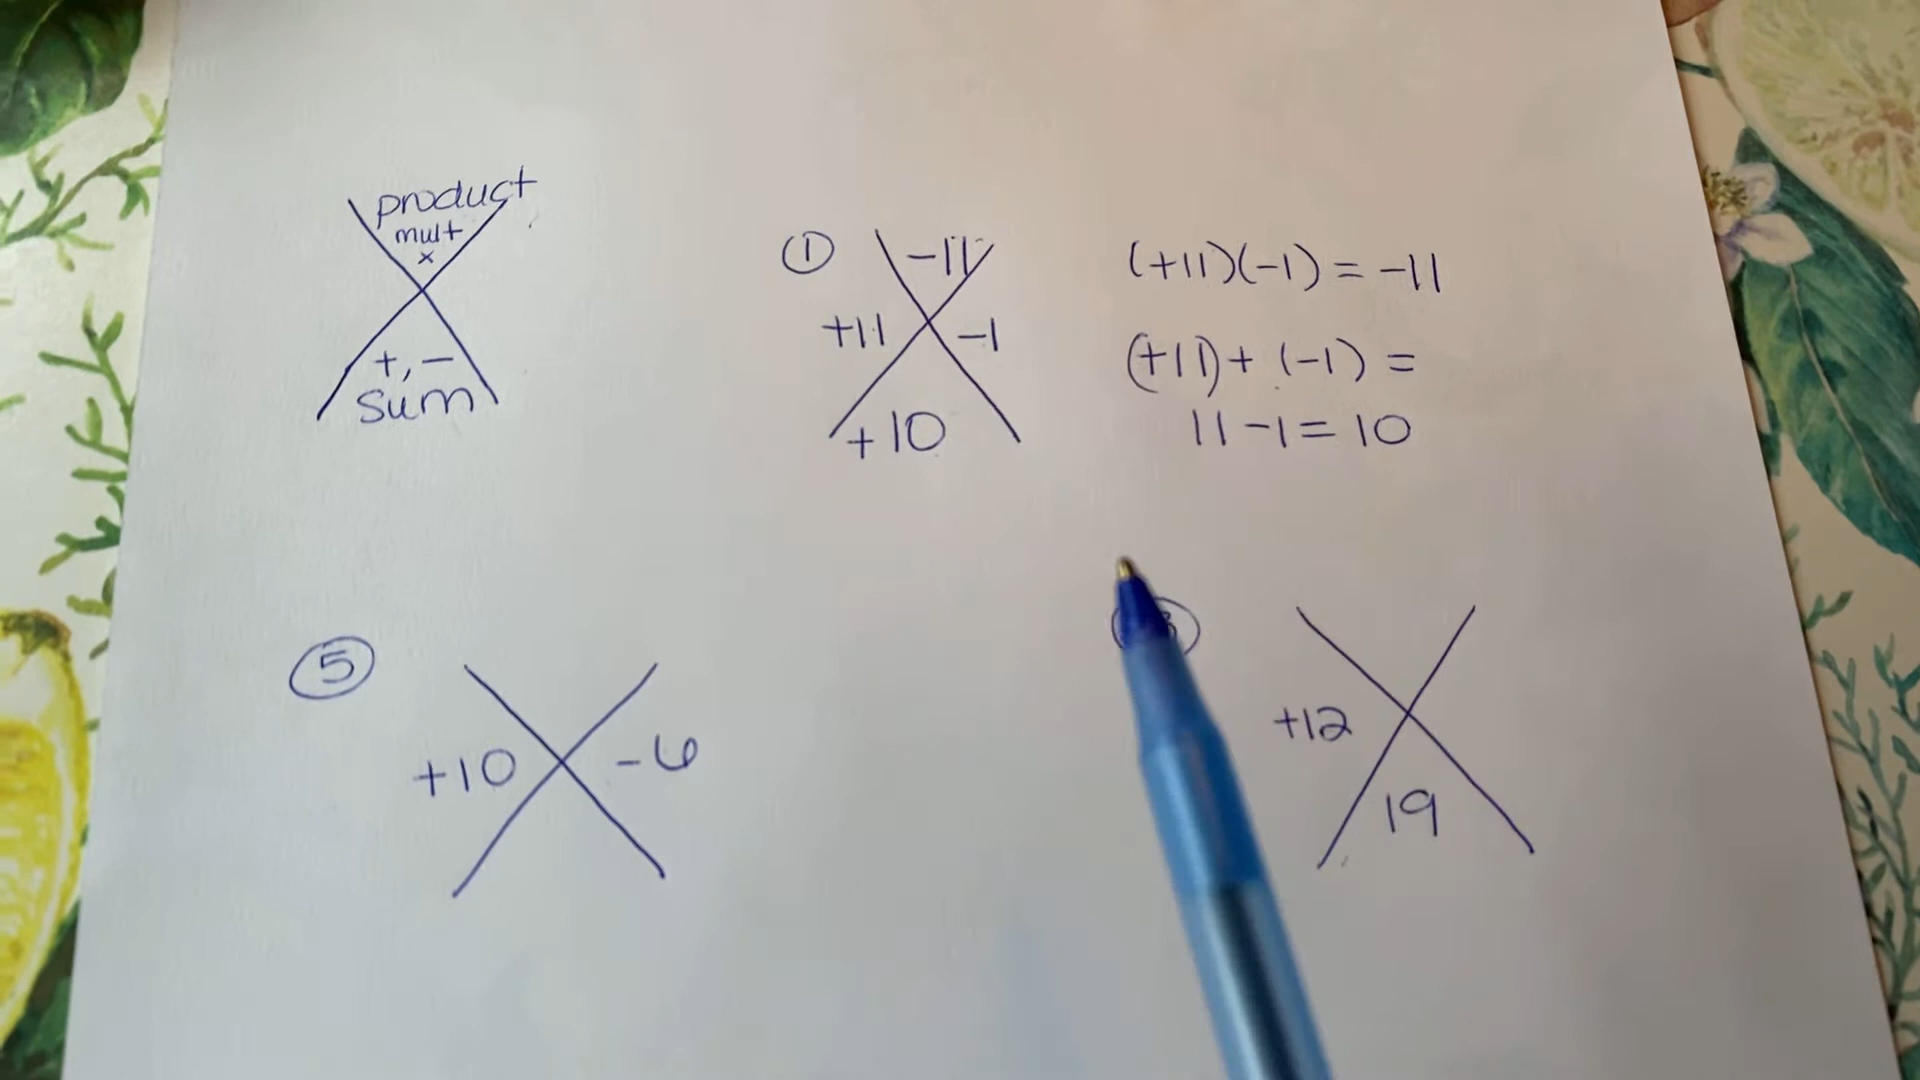 product
mult
×
+, −
sum
①
−11
+11 −1
+10
(+11)(−1) = −11
(+11) + (−1) =
11 − 1 = 10
⑤
+10 −6
+12
19